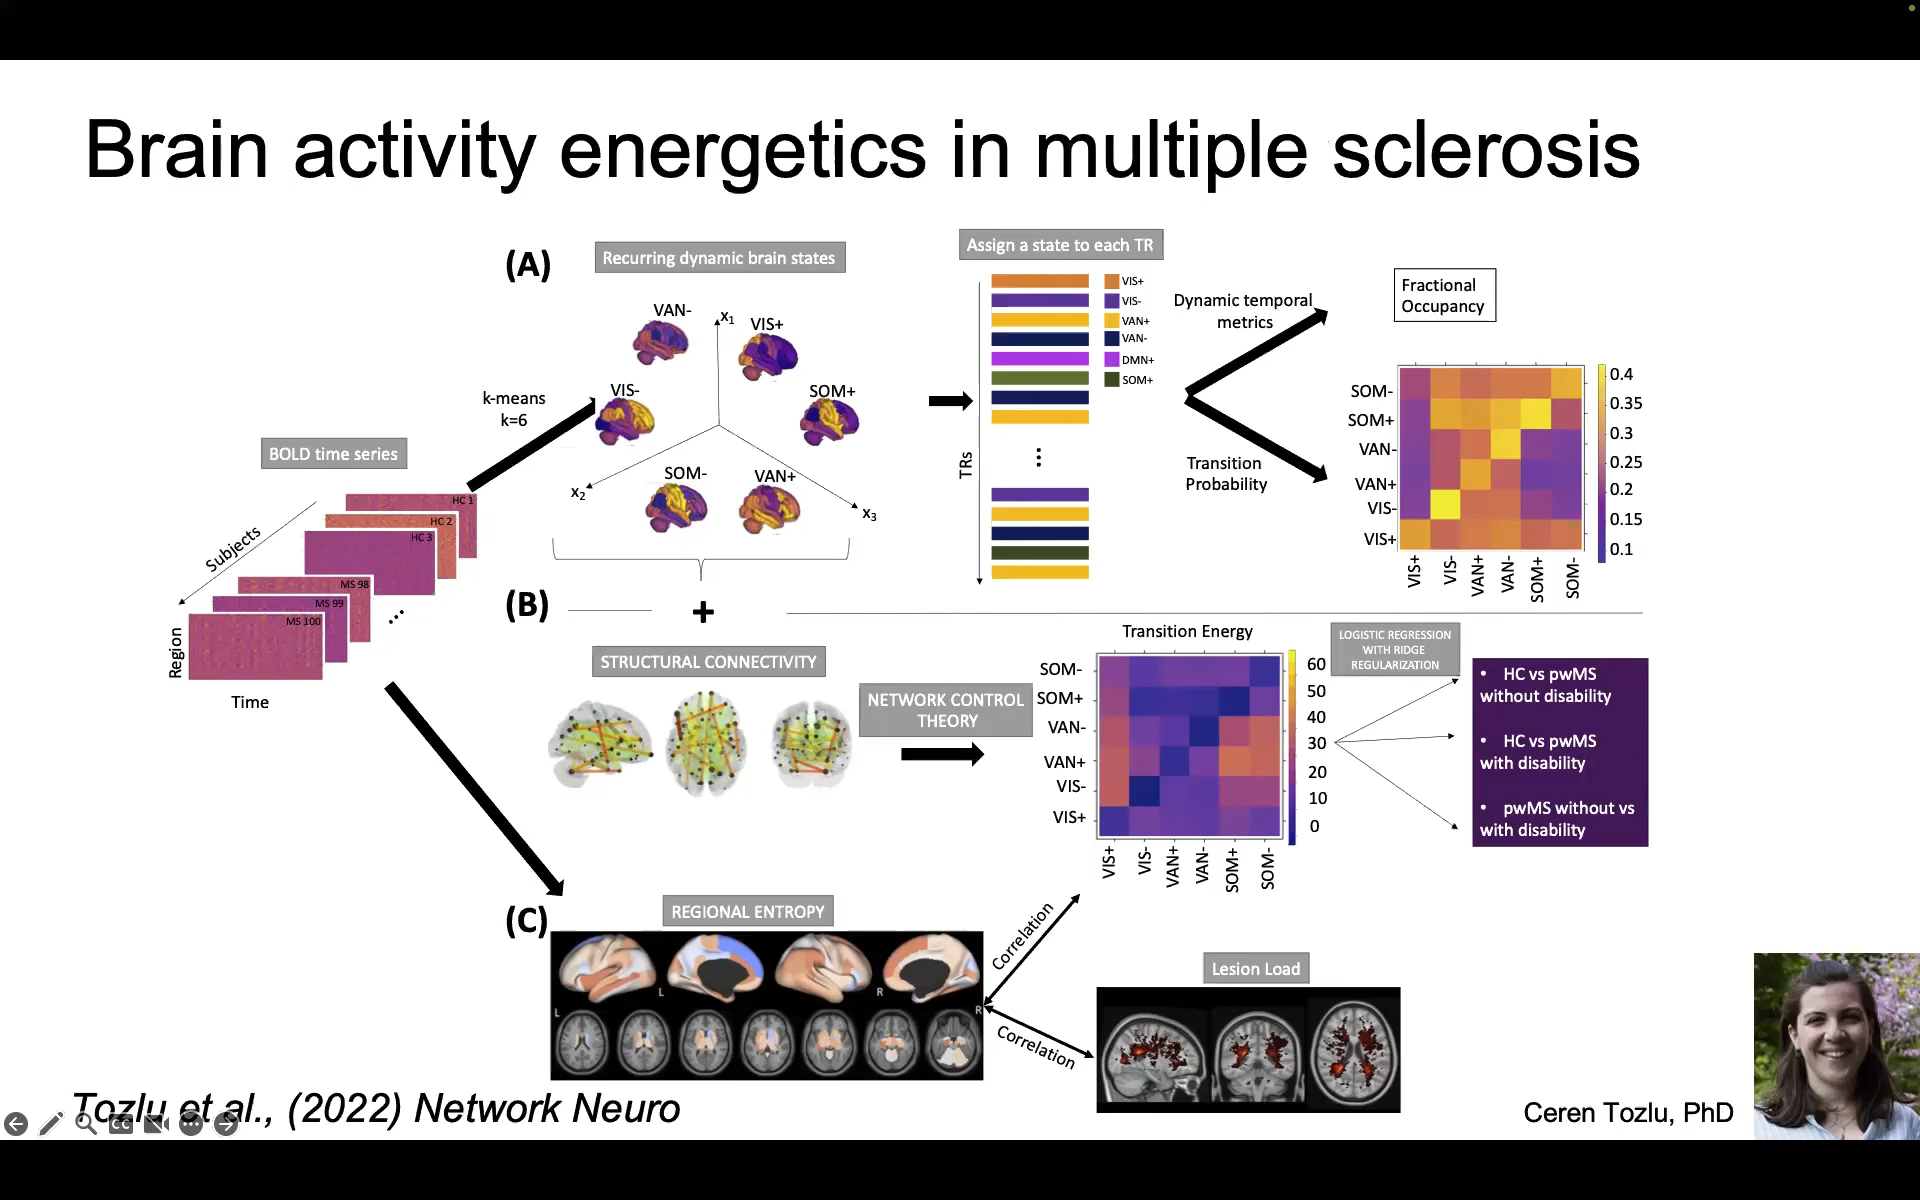 Brain activity energetics in multiple sclerosis
(A)
Recurring dynamic brain states
VAN-
x1
VIS+
VIS-
SOM+
SOM-
VAN+
x2
x3
k-means
k=6
BOLD time series
HC 1
HC 2
HC 3
MS 98
MS 99
MS 100
Subjects
Region
Time
Assign a state to each TR
VIS+
VIS-
VAN+
VAN-
DMN+
SOM+
TRs
Dynamic temporal
metrics
Transition
Probability
Fractional
Occupancy
SOM-
SOM+
VAN-
VAN+
VIS-
VIS+
VIS+
VIS-
VAN+
VAN-
SOM+
SOM-
0.4
0.35
0.3
0.25
0.2
0.15
0.1
(B)
+
STRUCTURAL CONNECTIVITY
NETWORK CONTROL
THEORY
Transition Energy
SOM-
SOM+
VAN-
VAN+
VIS-
VIS+
VIS+
VIS-
VAN+
VAN-
SOM+
SOM-
60
50
40
30
20
10
0
LOGISTIC REGRESSION
WITH RIDGE
REGULARIZATION
• HC vs pwMS
without disability
• HC vs pwMS
with disability
• pwMS without vs
with disability
(C)
REGIONAL ENTROPY
L
R
L
R
Correlation
Correlation
Lesion Load
Tozlu et al., (2022) Network Neuro
CC
Ceren Tozlu, PhD